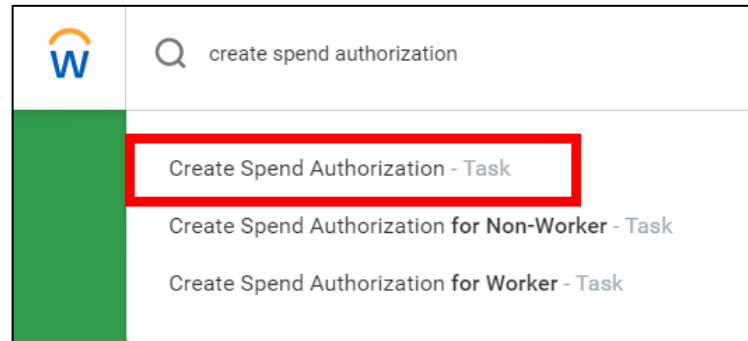 W
create spend authorization
Create Spend Authorization - Task
Create Spend Authorization for Non-Worker - Task
Create Spend Authorization for Worker - Task